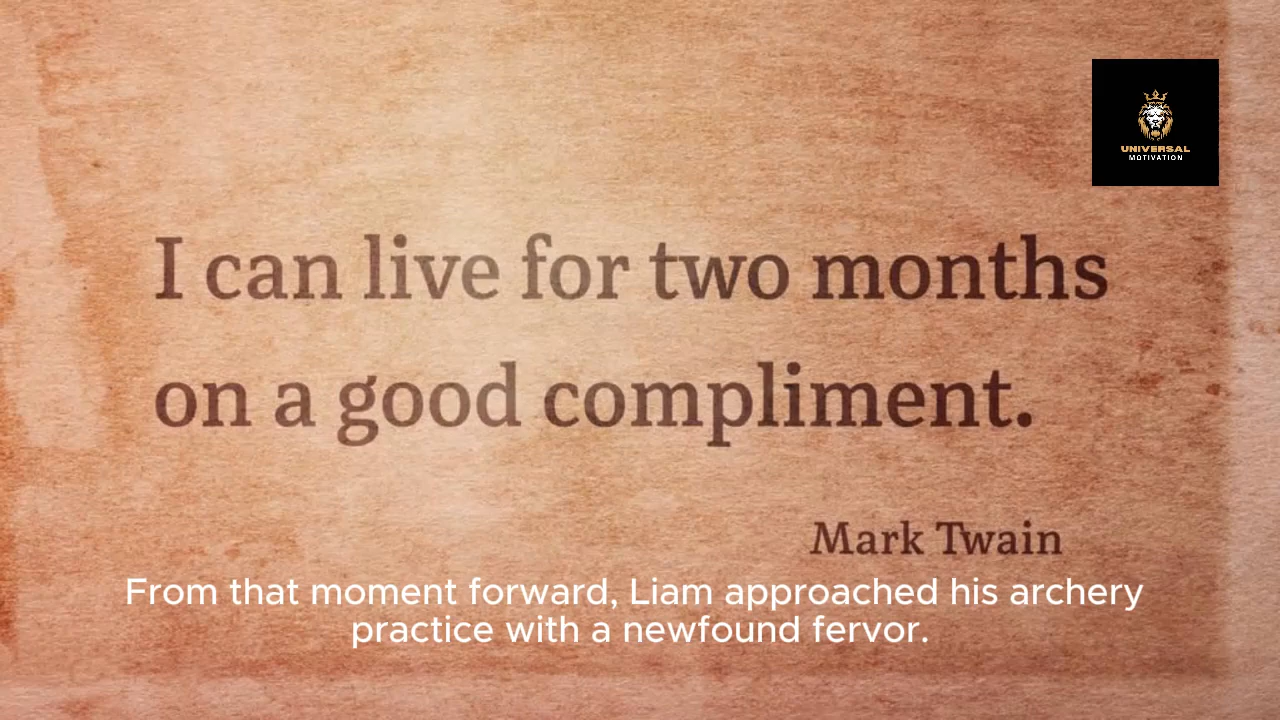 UNIVERSAL
MOTIVATION
I can live for two months
on a good compliment.
Mark Twain
From that moment forward, Liam approached his archery
practice with a newfound fervor.